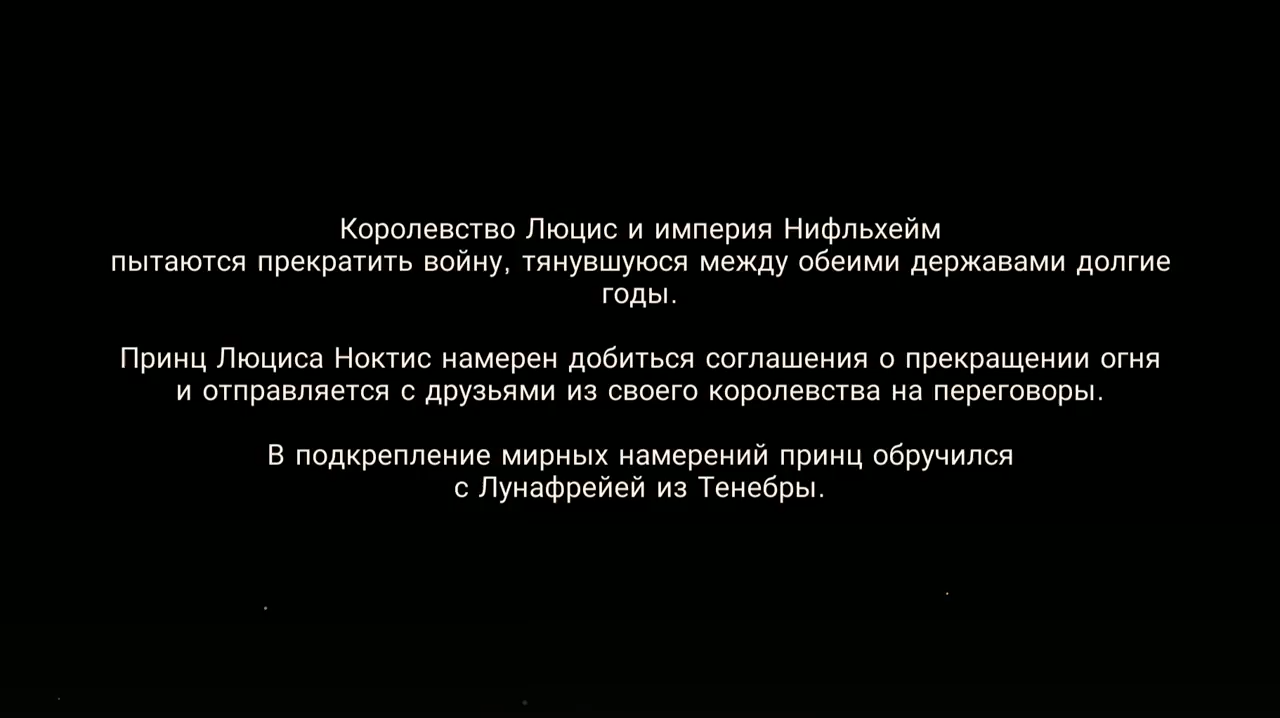 Королевство Люцис и империя Нифльхейм
пытаются прекратить войну, тянувшуюся между обеими державами долгие
годы.
Принц Люциса Ноктис намерен добиться соглашения о прекращении огня
и отправляется с друзьями из своего королевства на переговоры.
В подкрепление мирных намерений принц обручился
с Лунафрейей из Тенебры.